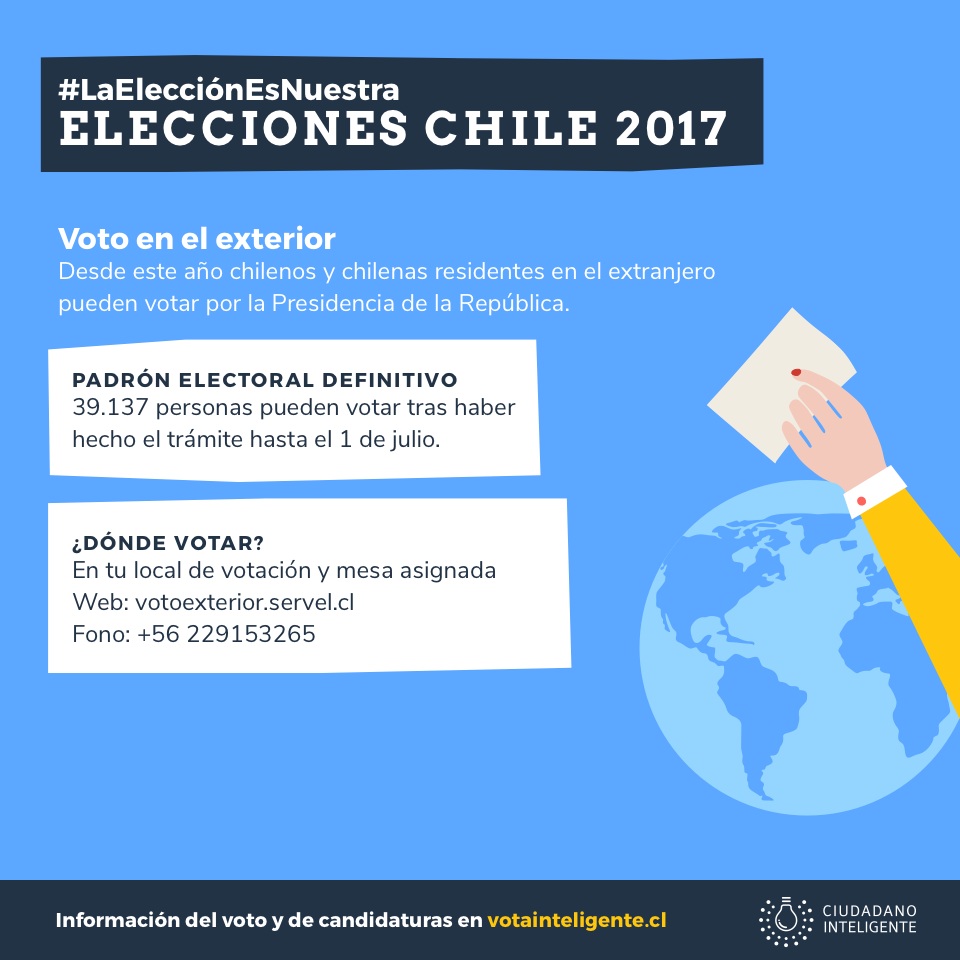 #LaElecciónEsNuestra
ELECCIONES CHILE 2017
Voto en el exterior
Desde este año chilenos y chilenas residentes en el extranjero
pueden votar por la Presidencia de la República.
PADRÓN ELECTORAL DEFINITIVO
39.137 personas pueden votar tras haber
hecho el trámite hasta el 1 de julio.
¿DÓNDE VOTAR?
En tu local de votación y mesa asignada
Web: votoexterior.servel.cl
Fono: +56 229153265
Información del voto y de candidaturas en votainteligente.cl
CIUDADANO
INTELIGENTE